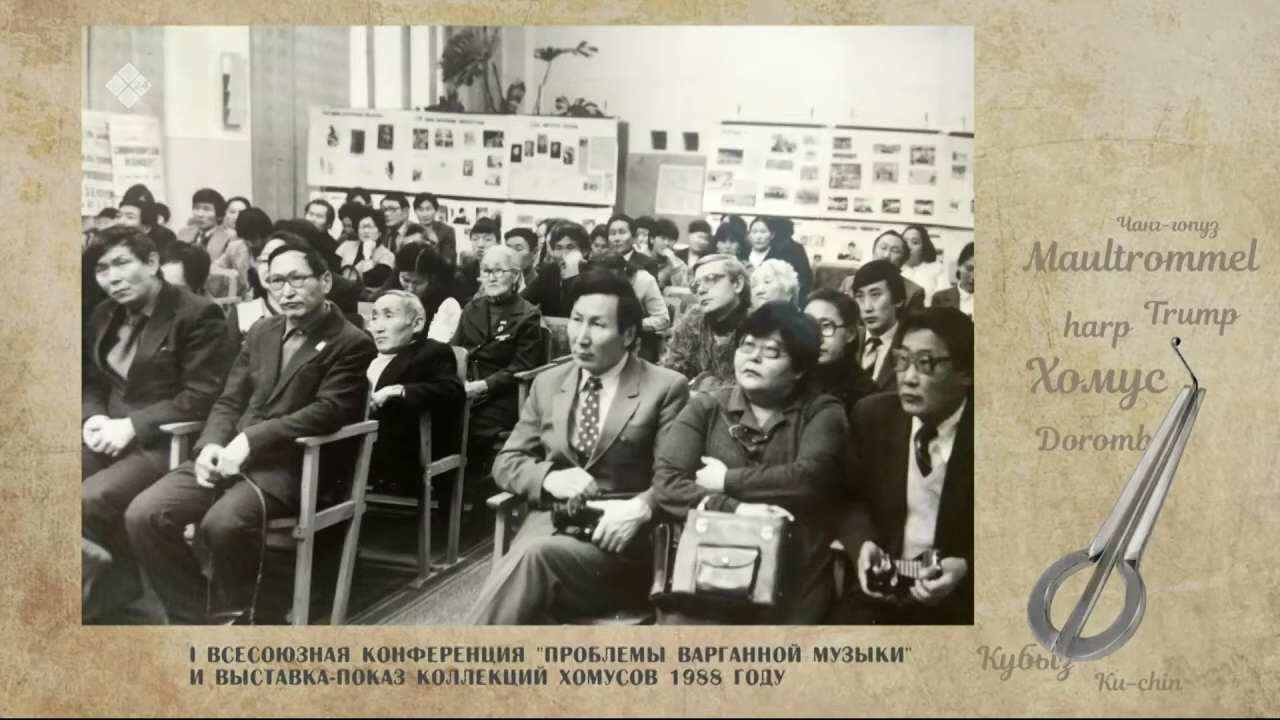 Чанг-гопуз
Maultrommel
harp Trump
Хомус
Doromb
I ВСЕСОЮЗНАЯ КОНФЕРЕНЦИЯ "ПРОБЛЕМЫ ВАРГАННОЙ МУЗЫКИ"
И ВЫСТАВКА-ПОКАЗ КОЛЛЕКЦИЙ ХОМУСОВ 1988 ГОДУ
Кубыз
Ku-chin